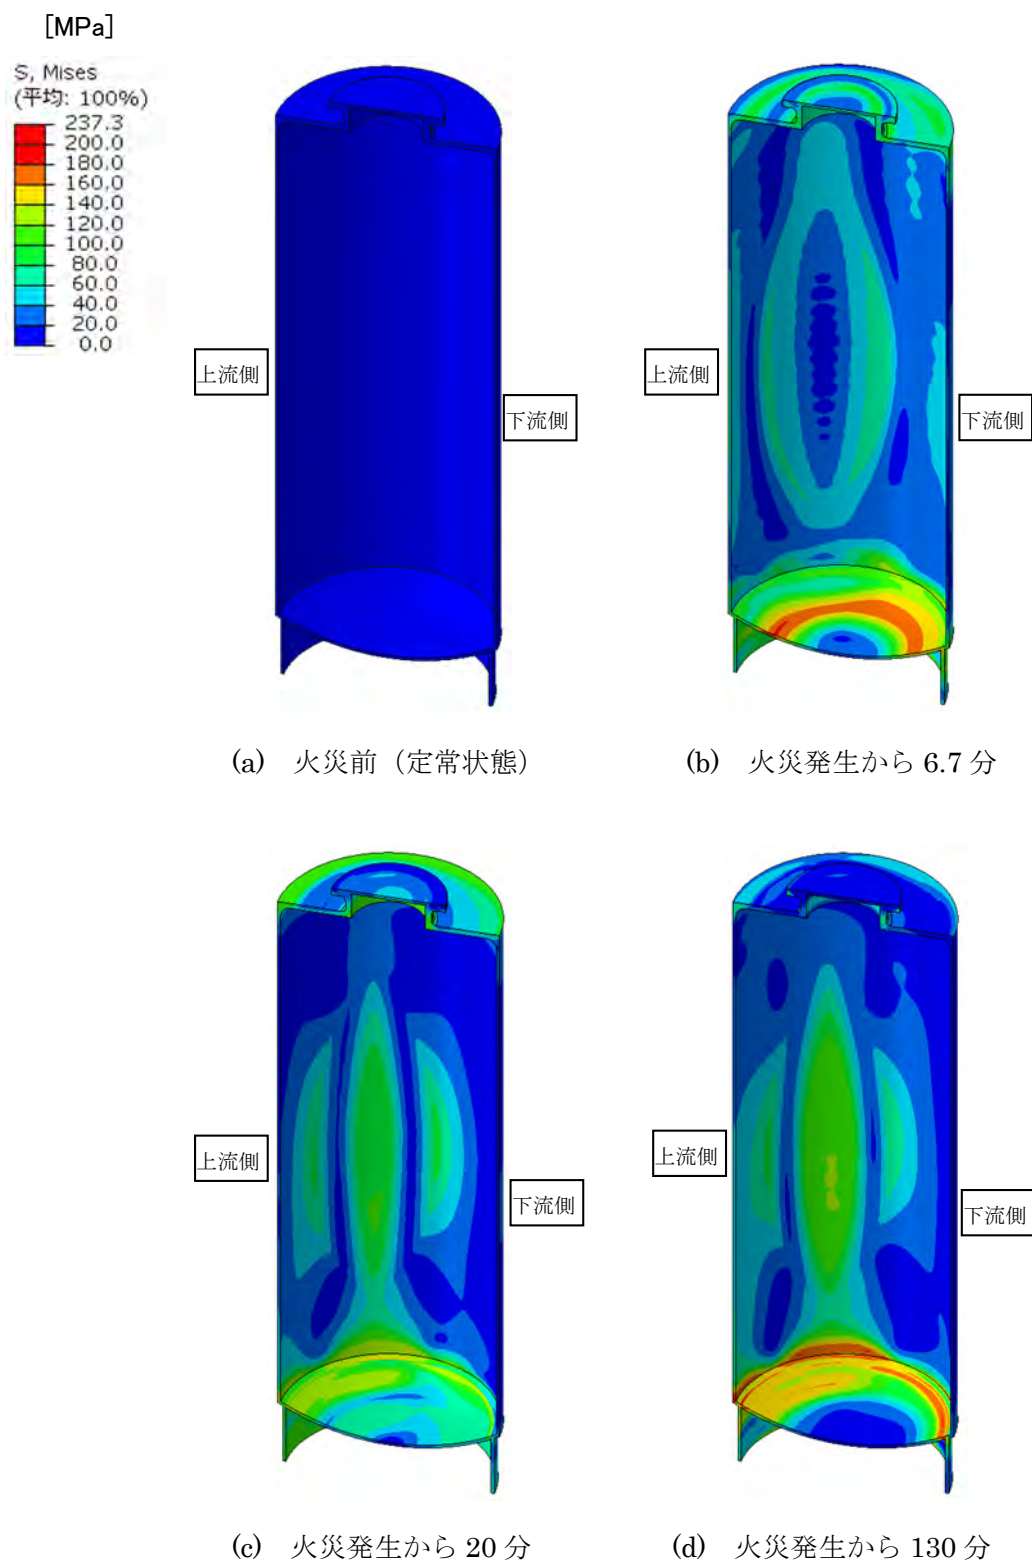 [MPa]
S, Mises
(平均: 100%)
237.3
200.0
180.0
160.0
140.0
120.0
100.0
80.0
60.0
40.0
20.0
0.0
上流側
下流側
上流側
下流側
(a) 火災前（定常状態）
(b) 火災発生から 6.7 分
上流側
下流側
上流側
下流側
(c) 火災発生から 20 分
(d) 火災発生から 130 分